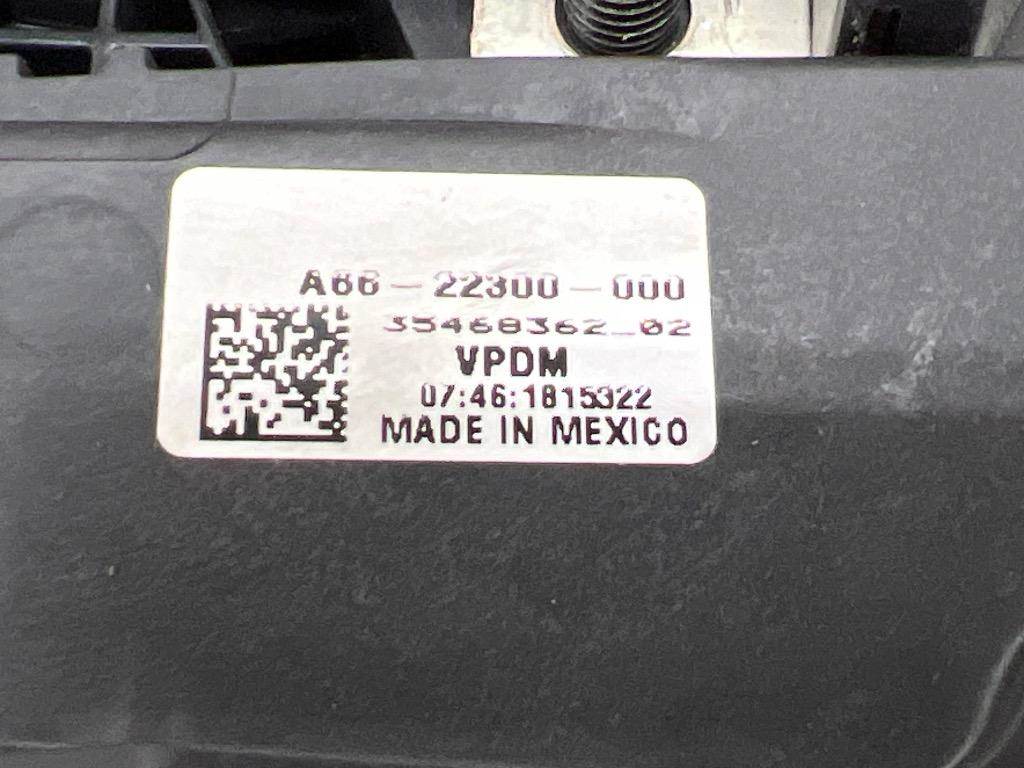 A66-22300-000
35468362_02
VPDM
07:46:1815322
MADE IN MEXICO